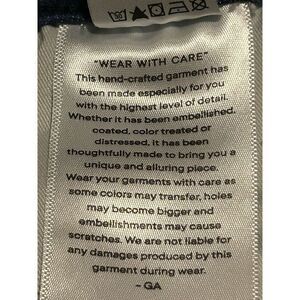 "WEAR WITH CARE"
This hand-crafted garment has
been made especially for you
with the highest level of detail.
Whether it has been embellished,
coated, color treated or
distressed, it has been
thoughtfully made to bring you a
unique and alluring piece.
Wear your garments with care as
some colors may transfer, holes
may become bigger and
embellishments may cause
scratches. We are not liable for
any damages produced by this
garment during wear.
- GA